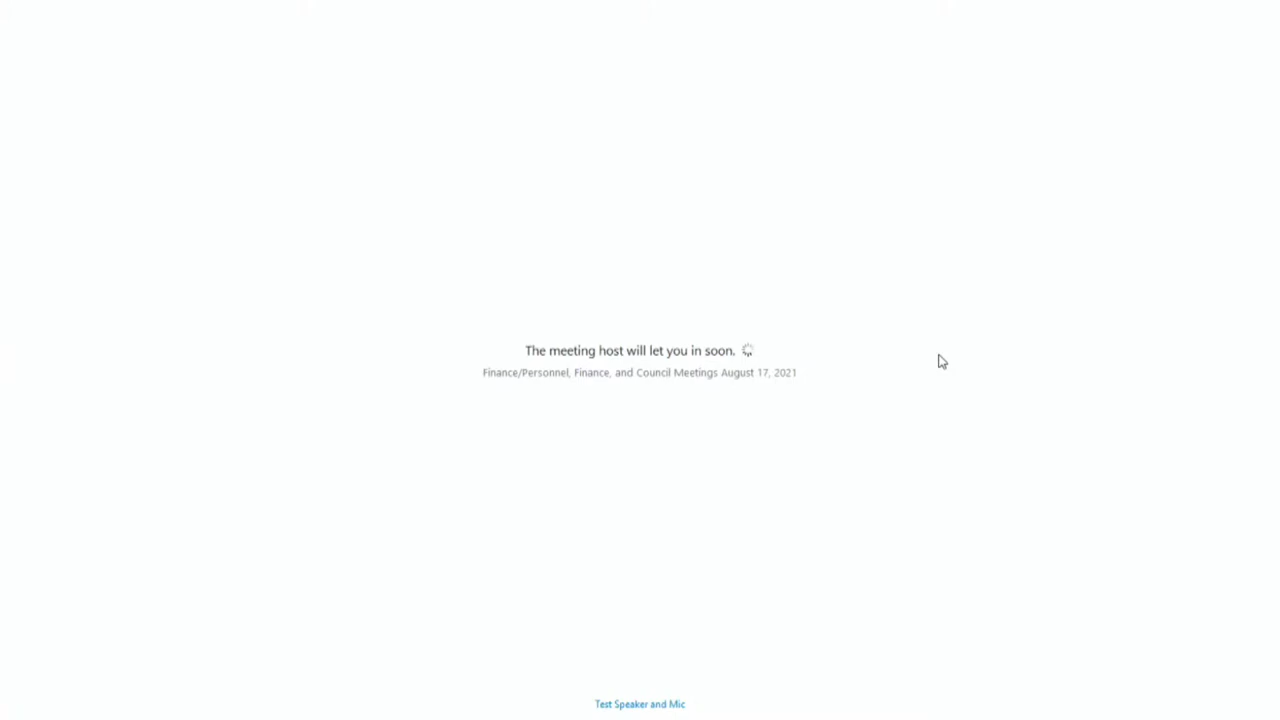 The meeting host will let you in soon.
Finance/Personnel, Finance, and Council Meetings August 17, 2021
Test Speaker and Mic